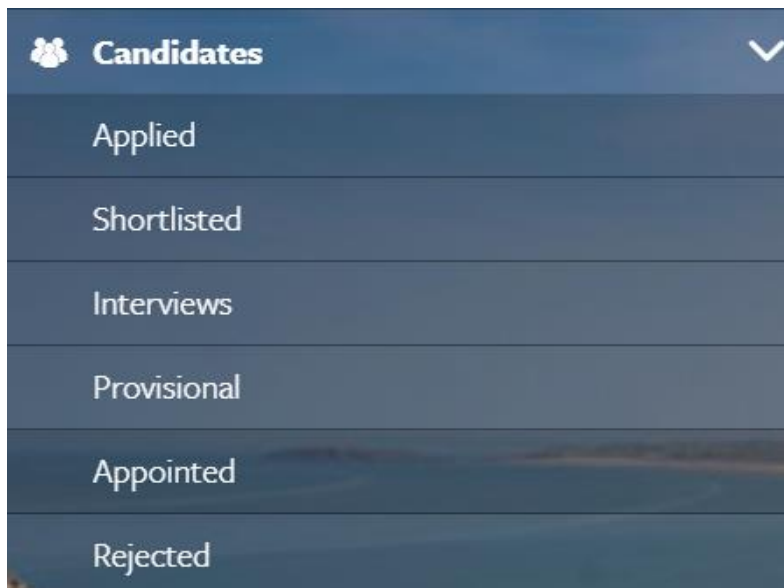 Candidates
Applied
Shortlisted
Interviews
Provisional
Appointed
Rejected